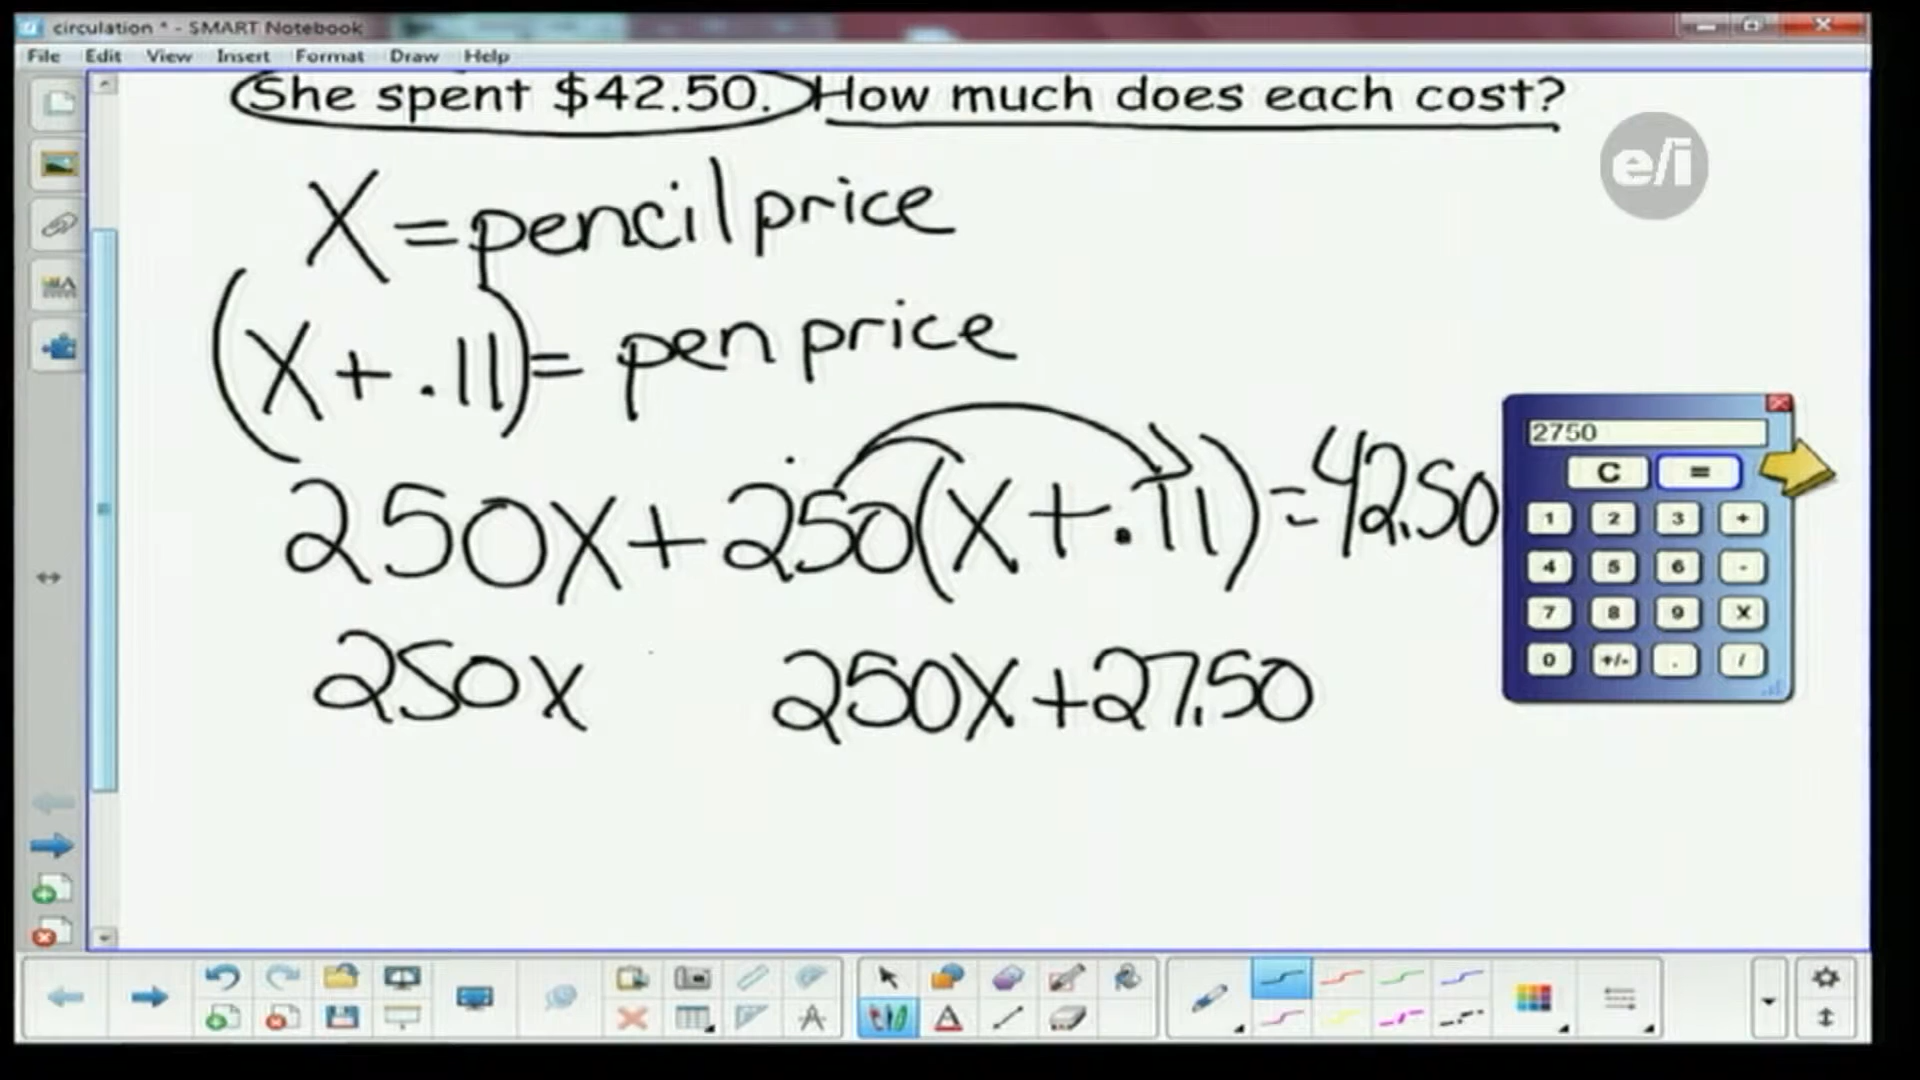 circulation * - SMART Notebook
File Edit View Insert Format Draw Help
She spent $42.50. How much does each cost?
e/i
X = pencil price
(X + .11) = pen price
250X + 250(X + .11) = 42.50
250X 250X + 27.50
2750
C =
1 2 3 +
4 5 6 -
7 8 9 X
0 +/- . /